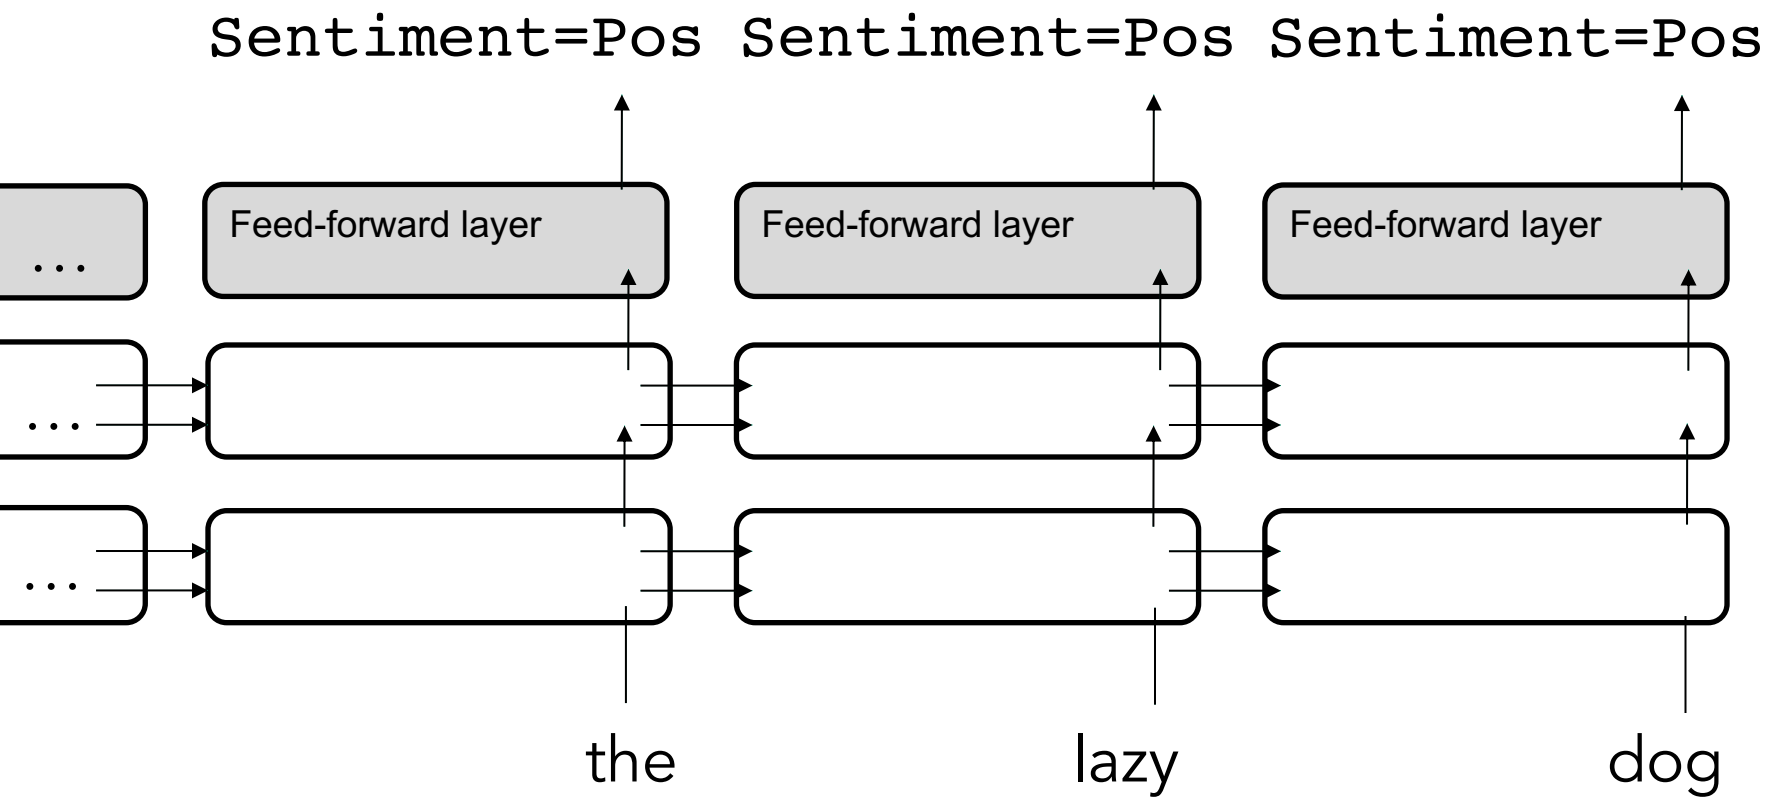 Sentiment=Pos Sentiment=Pos Sentiment=Pos
Feed-forward layer Feed-forward layer Feed-forward layer
...
...
...
the lazy dog